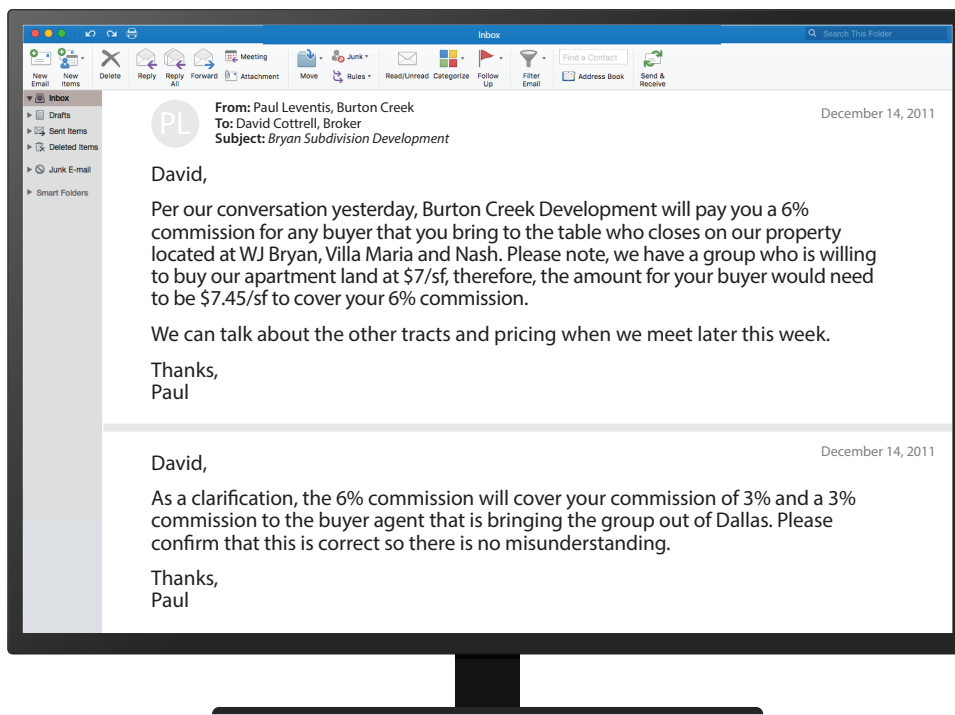 Inbox
Search This Folder
New Email
New Items
Delete
Reply
Reply All
Forward
Meeting
Attachment
Move
Junk
Rules
Read/Unread
Categorize
Follow Up
Filter Email
Find a Contact
Address Book
Send & Receive
Inbox
Drafts
Sent Items
Deleted Items
Junk E-mail
Smart Folders
PL
From: Paul Leventis, Burton Creek
To: David Cottrell, Broker
Subject: Bryan Subdivision Development
December 14, 2011
David,
Per our conversation yesterday, Burton Creek Development will pay you a 6%
commission for any buyer that you bring to the table who closes on our property
located at WJ Bryan, Villa Maria and Nash. Please note, we have a group who is willing
to buy our apartment land at $7/sf, therefore, the amount for your buyer would need
to be $7.45/sf to cover your 6% commission.
We can talk about the other tracts and pricing when we meet later this week.
Thanks,
Paul
December 14, 2011
David,
As a clarification, the 6% commission will cover your commission of 3% and a 3%
commission to the buyer agent that is bringing the group out of Dallas. Please
confirm that this is correct so there is no misunderstanding.
Thanks,
Paul